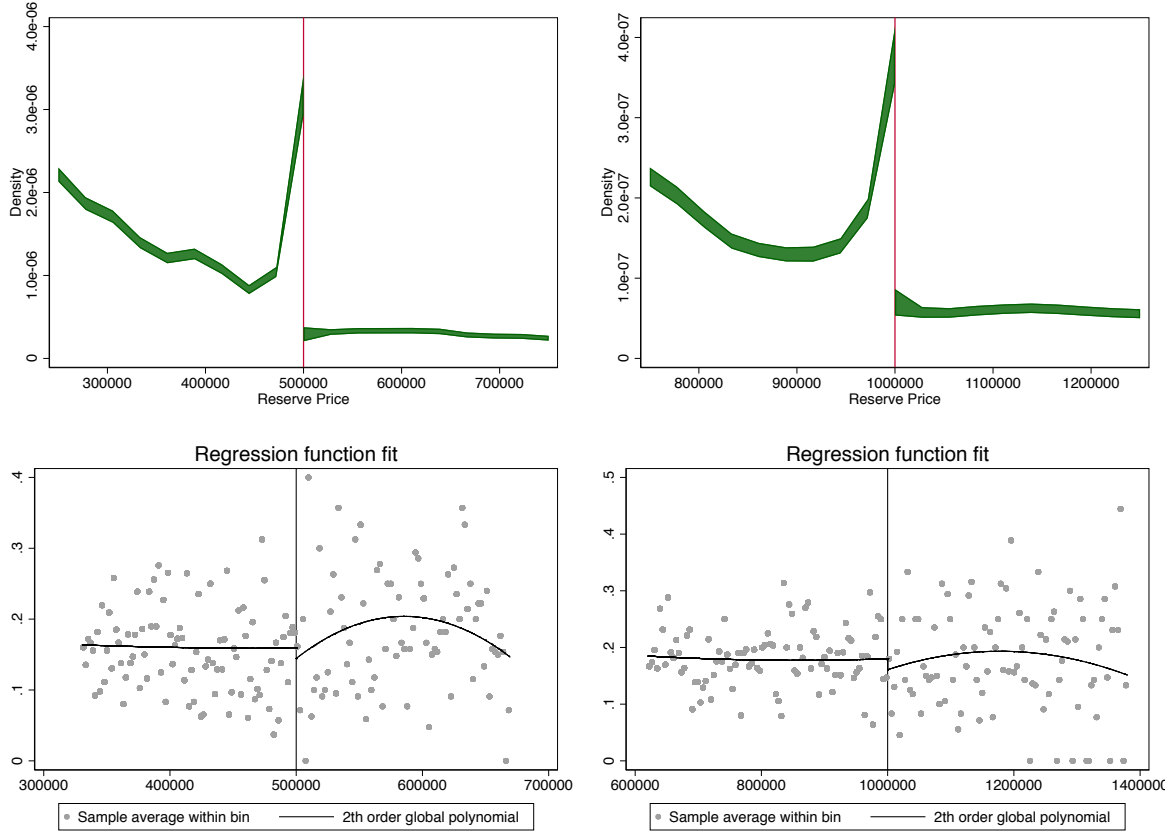 4.0e-06
3.0e-06
2.0e-06
1.0e-06
0
Density
300000 400000 500000 600000 700000
Reserve Price
4.0e-07
3.0e-07
2.0e-07
1.0e-07
0
Density
800000 900000 1000000 1100000 1200000
Reserve Price
Regression function fit
.4
.3
.2
.1
0
300000 400000 500000 600000 700000
Sample average within bin 2th order global polynomial
Regression function fit
.5
.4
.3
.2
.1
0
600000 800000 1000000 1200000 1400000
Sample average within bin 2th order global polynomial